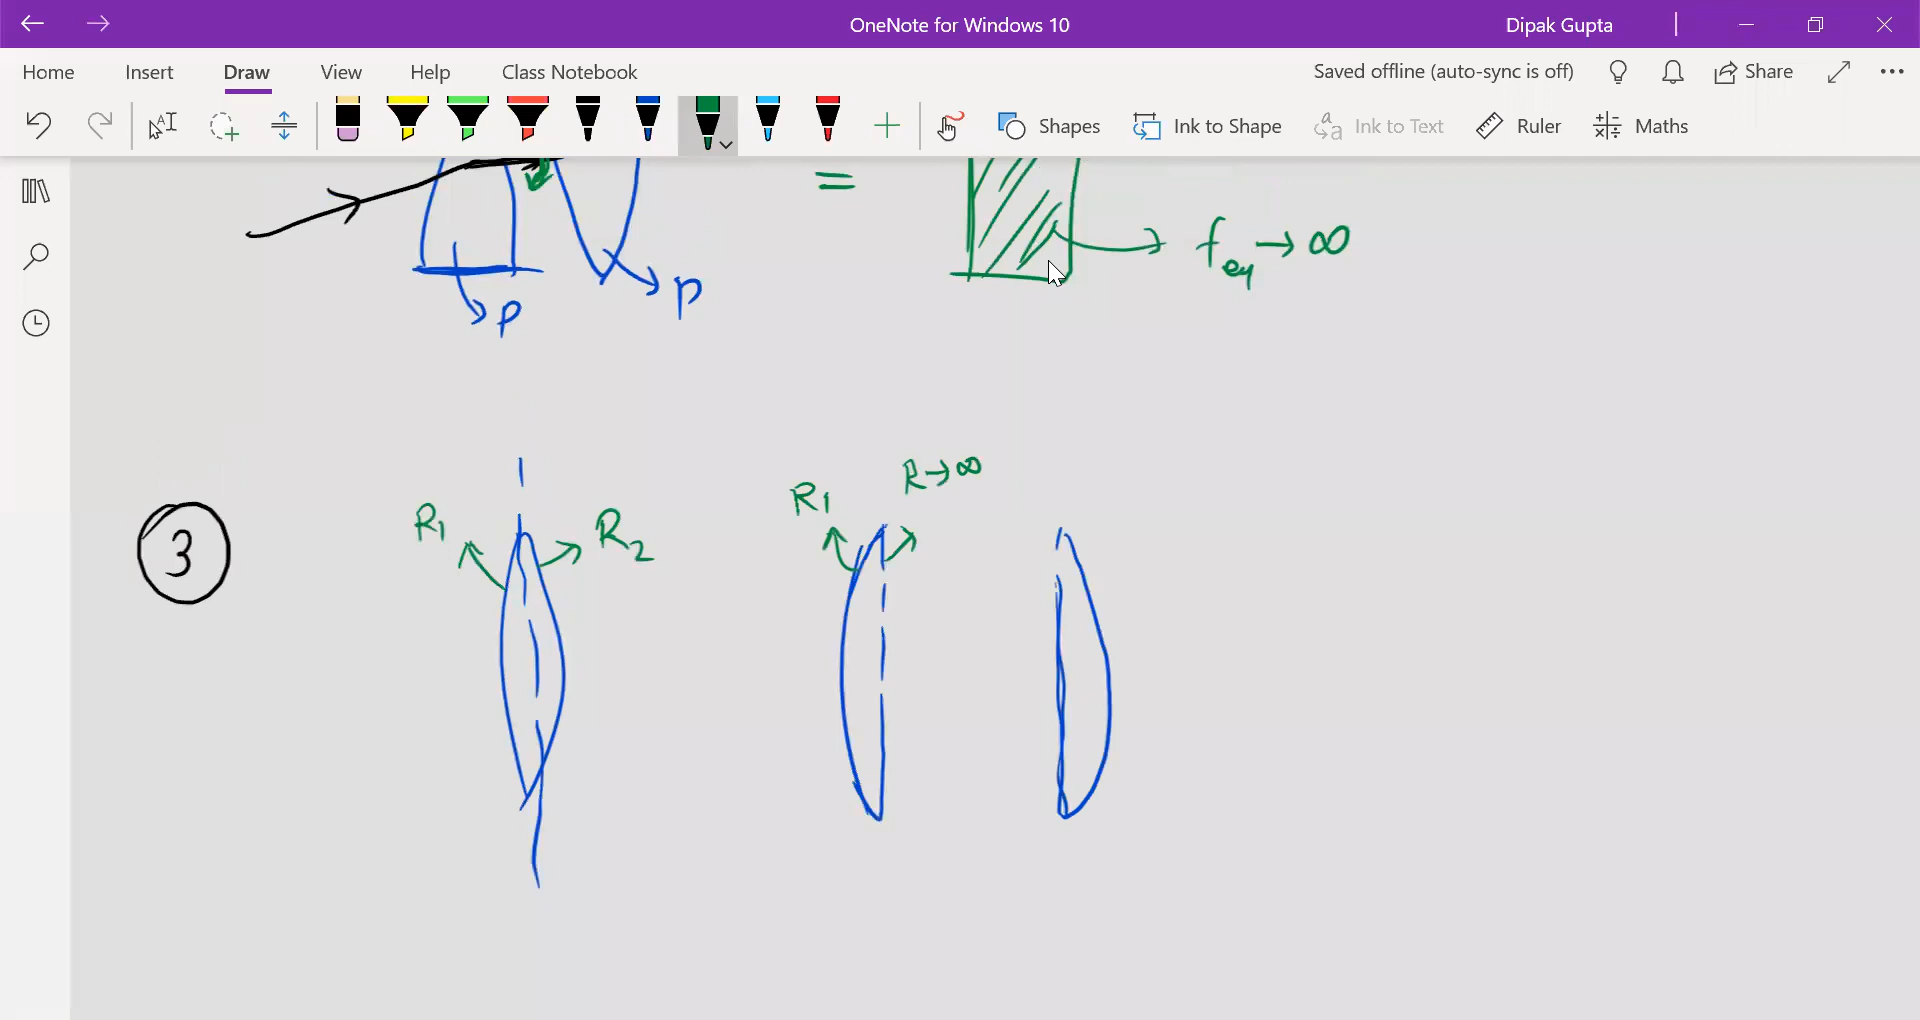 OneNote for Windows 10
Dipak Gupta
Home Insert Draw View Help Class Notebook
Saved offline (auto-sync is off) Share
Shapes Ink to Shape Ink to Text Ruler Maths
=
f_eq → ∞
p
p
3
R₁
R₂
R₁
R → ∞